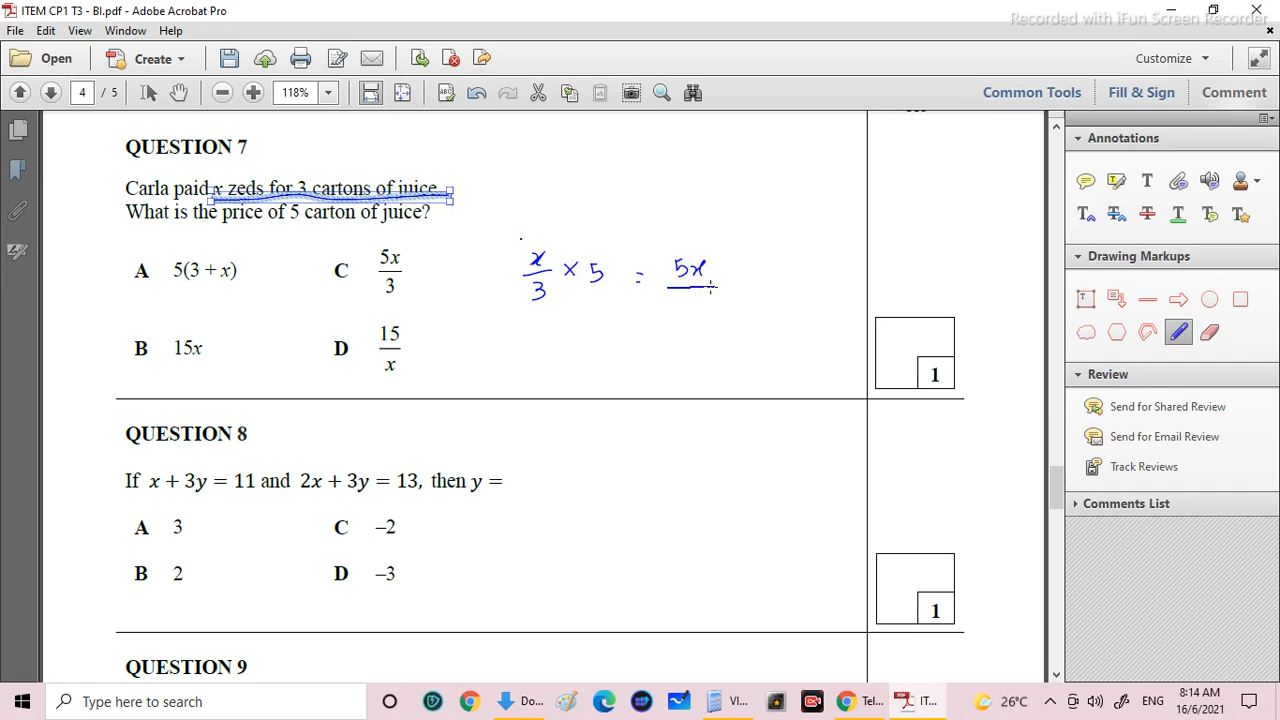 ITEM CP1 T3 - BI.pdf - Adobe Acrobat Pro
Recorded with iFun Screen Recorder
File Edit View Window Help
Open Create Customize
4 / 5 118% Common Tools Fill & Sign Comment
QUESTION 7
Carla paid x zeds for 3 cartons of juice.
What is the price of 5 carton of juice?
A 5(3 + x) C 5x/3
B 15x D 15/x
x/3 × 5 = 5x
1
QUESTION 8
If x + 3y = 11 and 2x + 3y = 13, then y =
A 3 C –2
B 2 D –3
1
QUESTION 9
Annotations
T
T T T T
Drawing Markups
T
Review
Send for Shared Review
Send for Email Review
Track Reviews
Comments List
Type here to search
Do... VI... Tel... IT...
26°C ENG
8:14 AM
16/6/2021